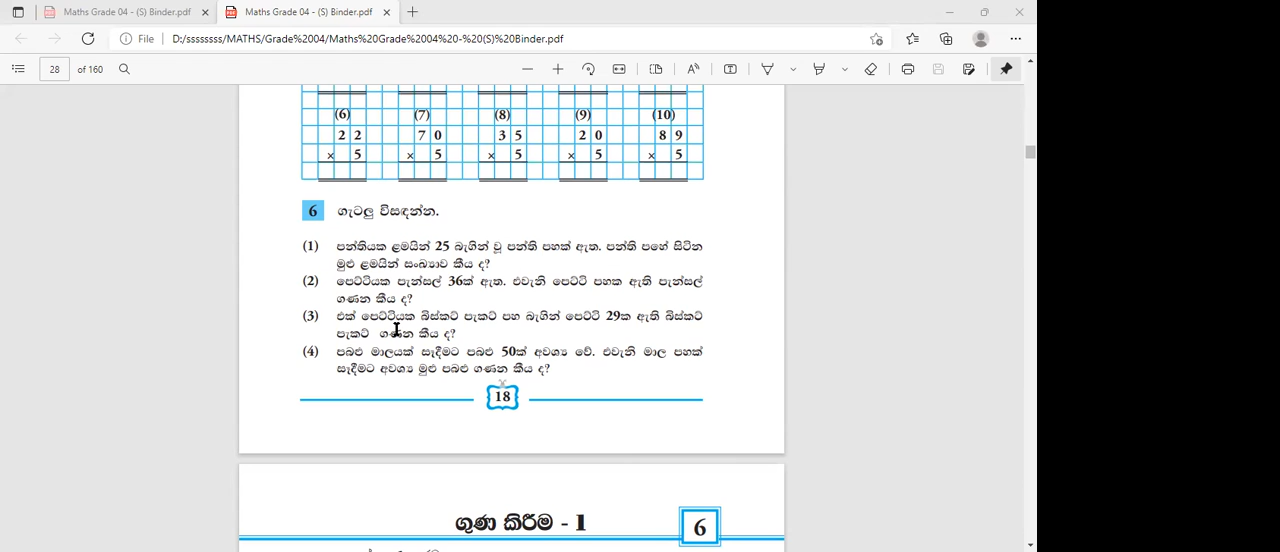 Maths Grade 04 - (S) Binder.pdf
Maths Grade 04 - (S) Binder.pdf
File D:/ssssssss/MATHS/Grade%2004/Maths%20Grade%2004%20-%20(S)%20Binder.pdf
28 of 160
(6) (7) (8) (9) (10)
2 2 7 0 3 5 2 0 8 9
× 5 × 5 × 5 × 5 × 5
6 ගැටලු විසඳන්න.
(1) පන්තියක ළමයින් 25 බැගින් වූ පන්ති පහක් ඇත. පන්ති පහේ සිටින
මුළු ළමයින් සංඛ්‍යාව කීය ද?
(2) පෙට්ටියක පැන්සල් 36ක් ඇත. එවැනි පෙට්ටි පහක ඇති පැන්සල්
ගණන කීය ද?
(3) එක් පෙට්ටියක බිස්කට් පැකට් පහ බැගින් පෙට්ටි 29ක ඇති බිස්කට්
පැකට් ගණන කීය ද?
(4) පබළු මාලයක් සෑදීමට පබළු 50ක් අවශ්‍ය වේ. එවැනි මාල පහක්
සෑදීමට අවශ්‍ය මුළු පබළු ගණන කීය ද?
18
ගුණ කිරීම - 1
6